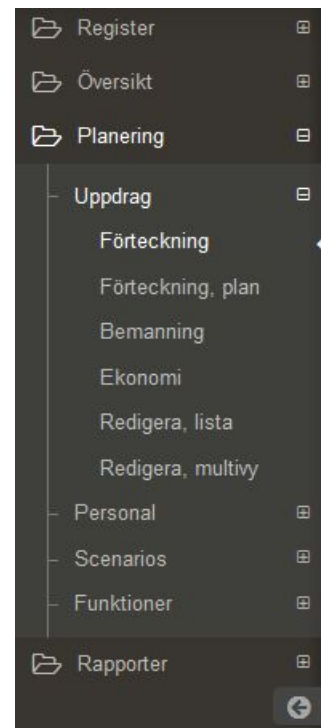 Register
Översikt
Planering
Uppdrag
Förteckning
Förteckning, plan
Bemanning
Ekonomi
Redigera, lista
Redigera, multivy
Personal
Scenarios
Funktioner
Rapporter